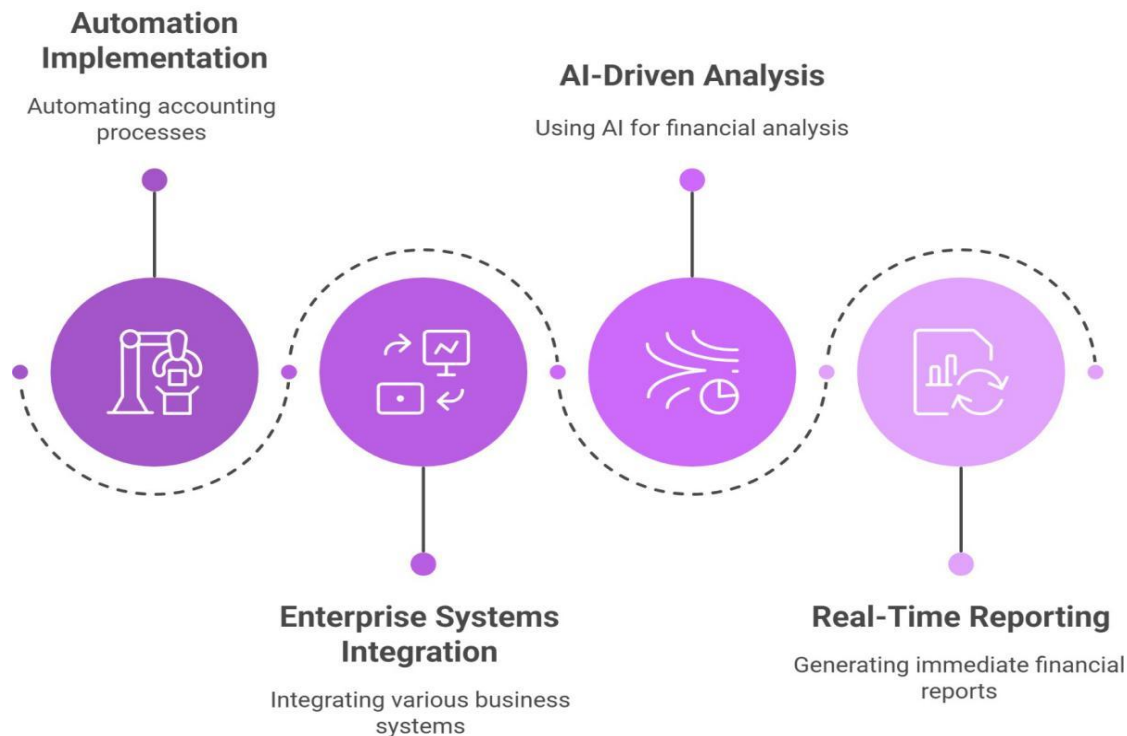 Automation
Implementation
Automating accounting
processes
Enterprise Systems
Integration
Integrating various business
systems
AI-Driven Analysis
Using AI for financial analysis
Real-Time Reporting
Generating immediate financial
reports